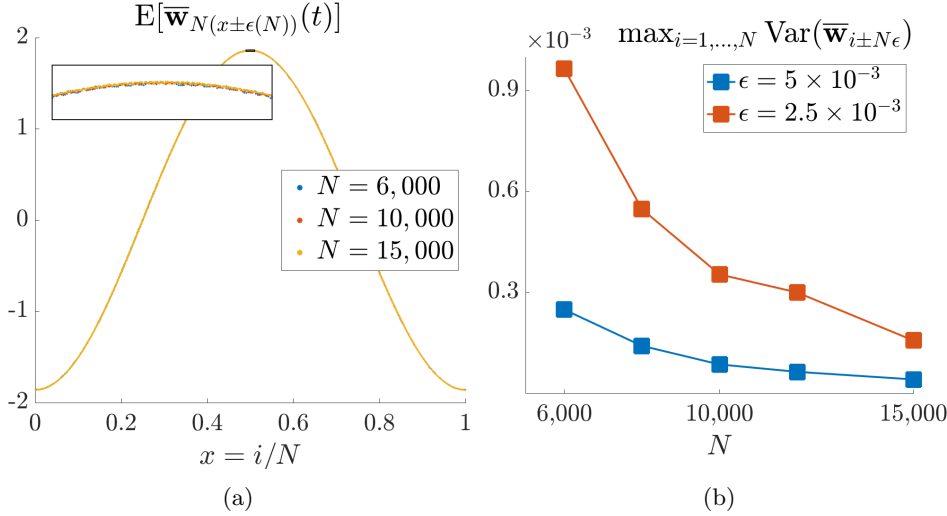 E[w̅_{N(x±ϵ(N))}(t)]
2
1
0
-1
-2
N = 6,000
N = 10,000
N = 15,000
0 0.2 0.4 0.6 0.8 1
x = i/N
(a)
×10⁻³ max_{i=1,...,N} Var(w̅_{i±Nϵ})
ϵ = 5 × 10⁻³
ϵ = 2.5 × 10⁻³
0.9
0.6
0.3
6,000 10,000 15,000
N
(b)